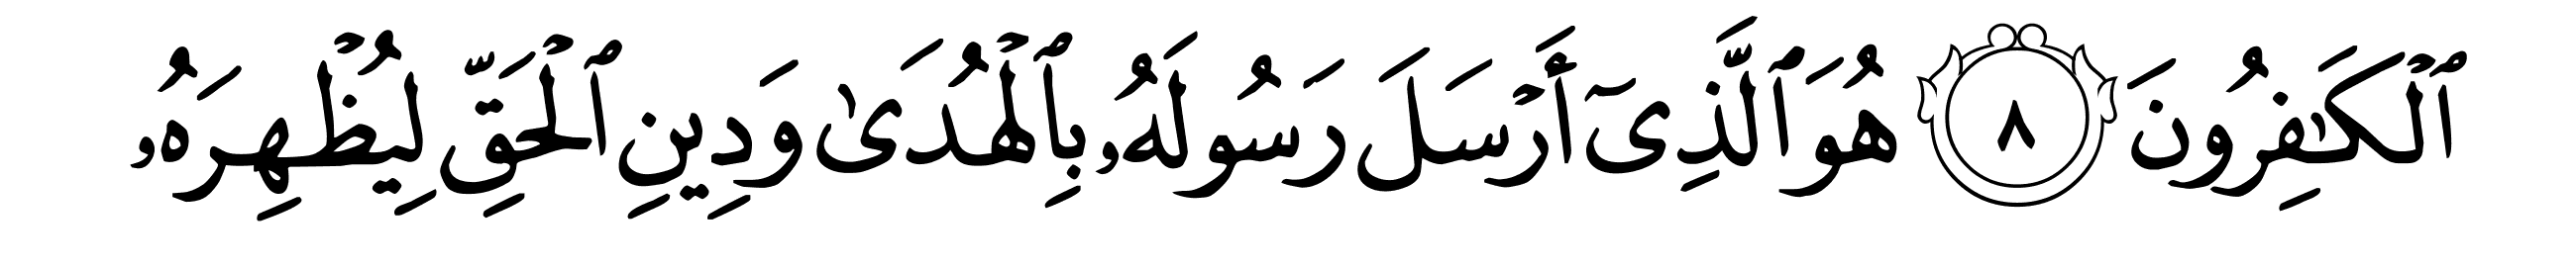 ٱلْكَـٰفِرُونَ ٨ هُوَ ٱلَّذِىٓ أَرْسَلَ رَسُولَهُۥ بِٱلْهُدَىٰ وَدِينِ ٱلْحَقِّ لِيُظْهِرَهُۥ